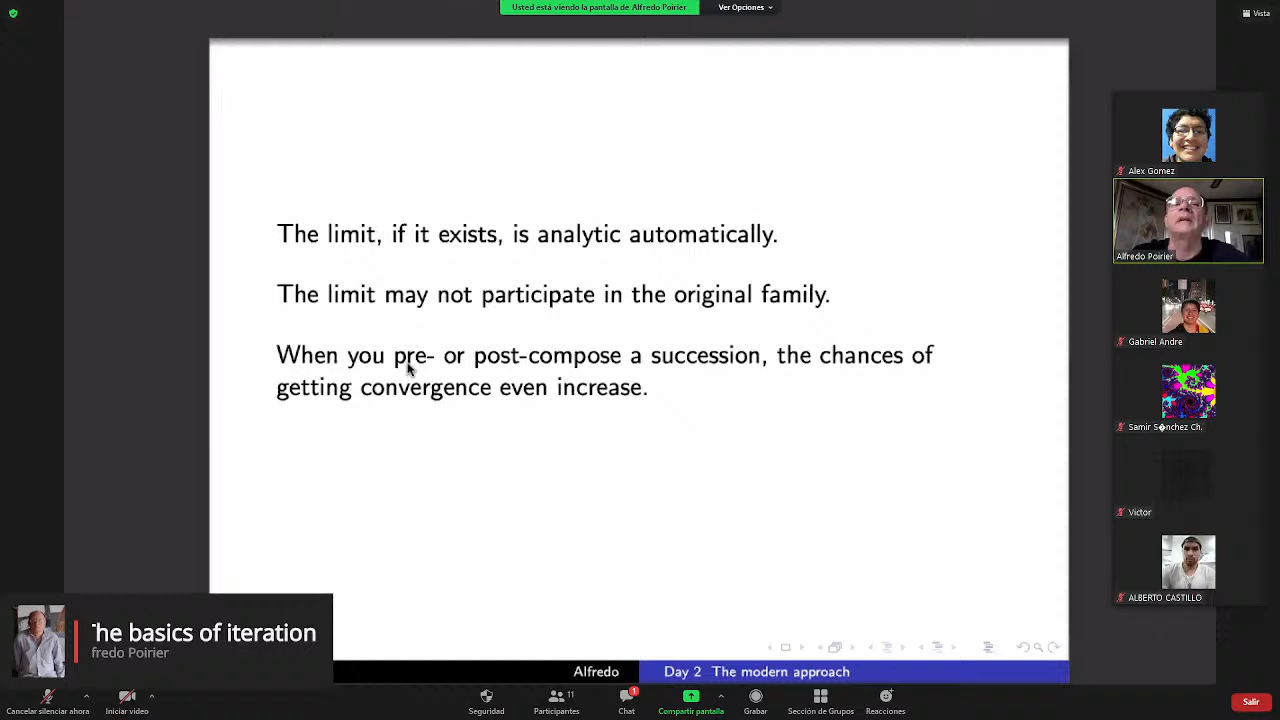 Usted está viendo la pantalla de Alfredo Poirier
Ver Opciones
Vista
The limit, if it exists, is analytic automatically.
The limit may not participate in the original family.
When you pre- or post-compose a succession, the chances of
getting convergence even increase.
Alex Gomez
Alfredo Poirier
Gabriel Andre
Samir S�nchez Ch.
Victor
ALBERTO CASTILLO
he basics of iteration
fredo Poirier
Alfredo
Day 2 The modern approach
Cancelar silenciar ahora
Iniciar video
Seguridad
11
Participantes
1
Chat
Compartir pantalla
Grabar
Sección de Grupos
Reacciones
Salir